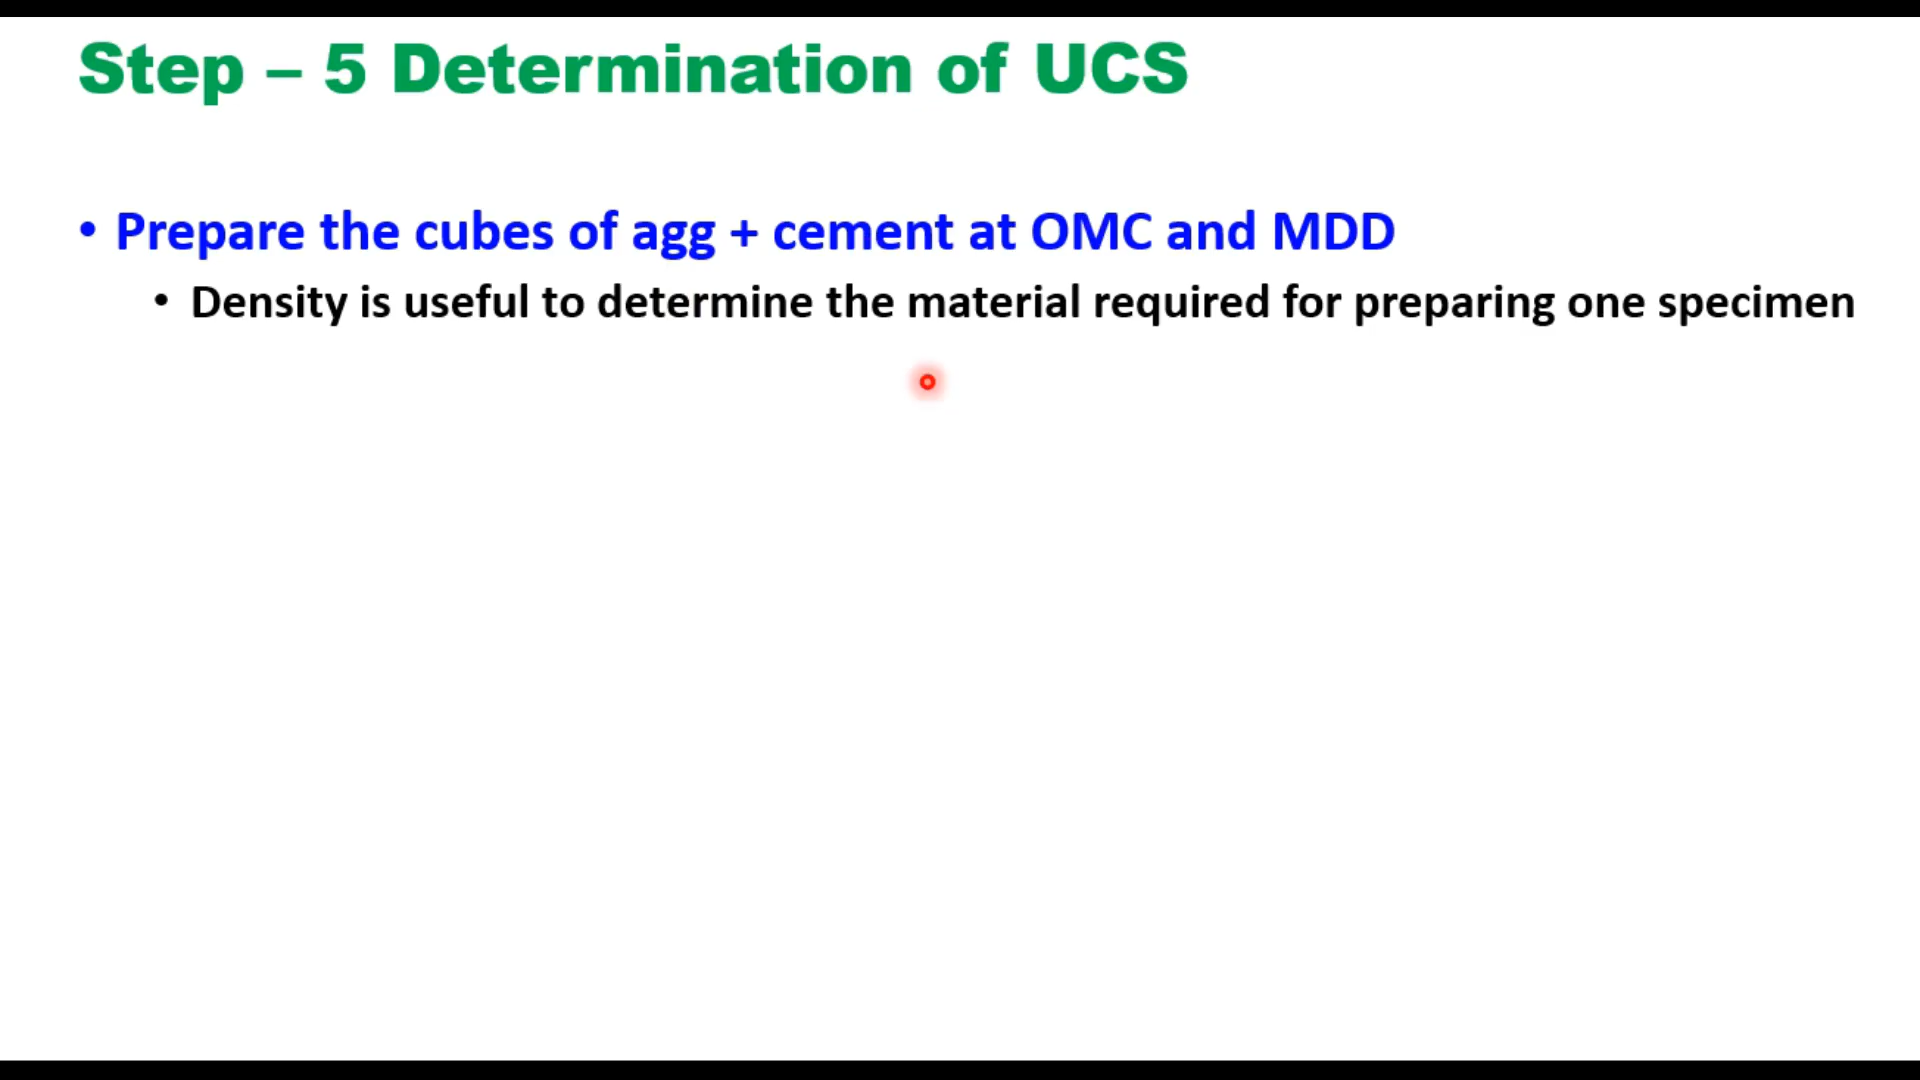 Step – 5 Determination of UCS
• Prepare the cubes of agg + cement at OMC and MDD
• Density is useful to determine the material required for preparing one specimen